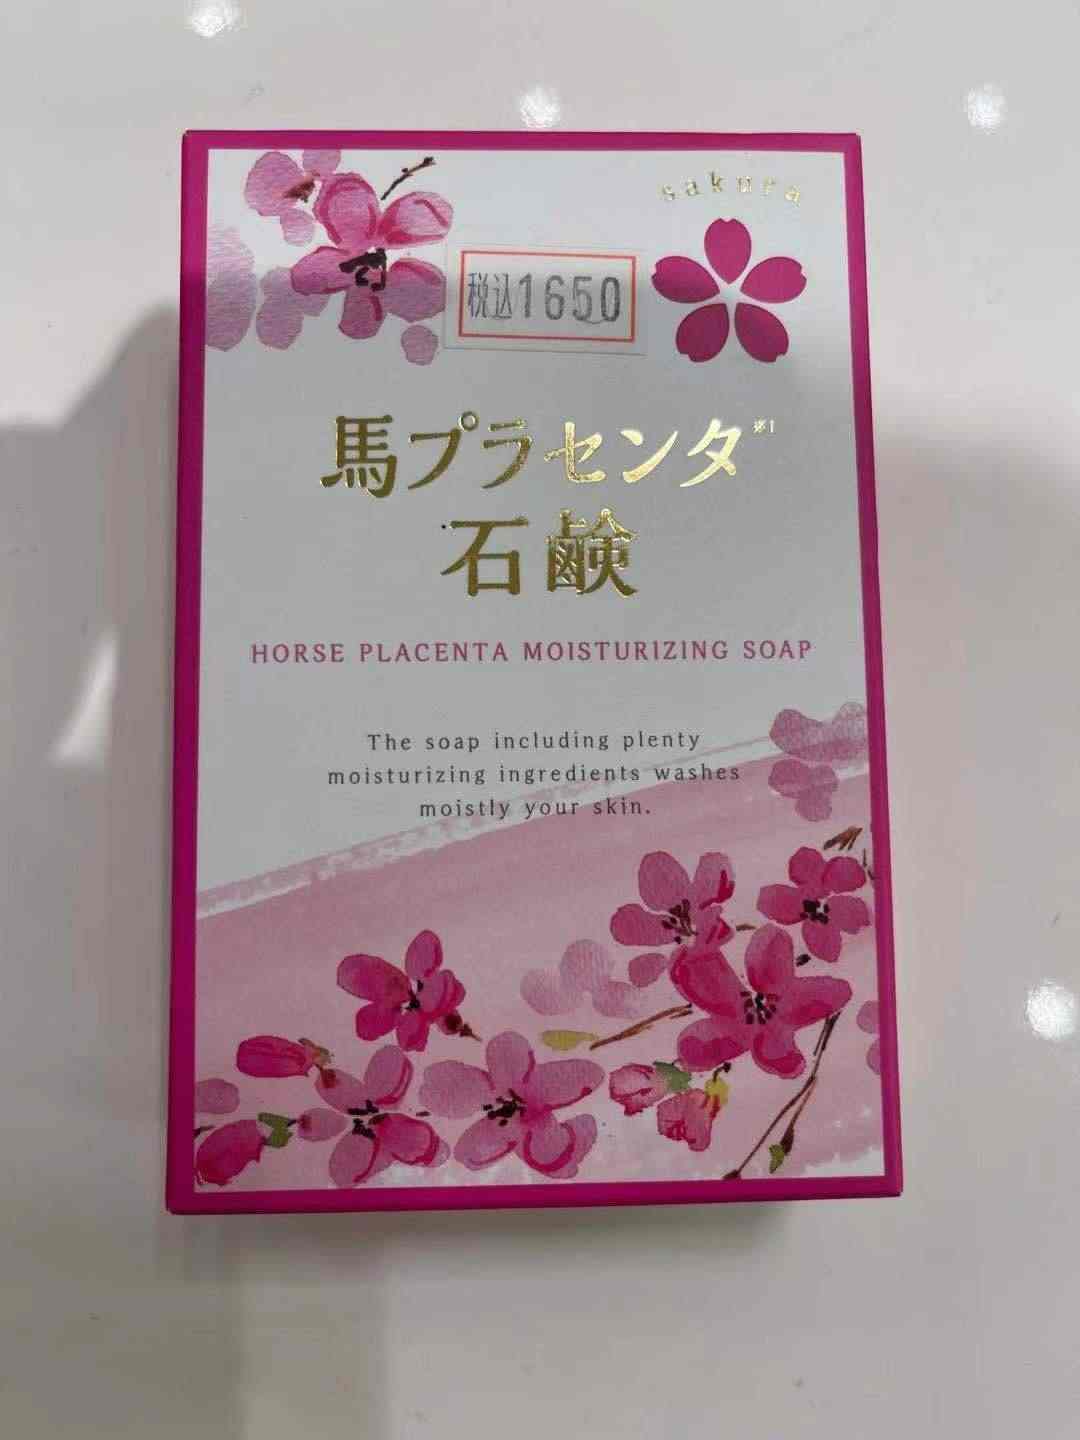 sakura
税込1650
馬プラセンタ※1
石鹸
HORSE PLACENTA MOISTURIZING SOAP
The soap including plenty
moisturizing ingredients washes
moistly your skin.